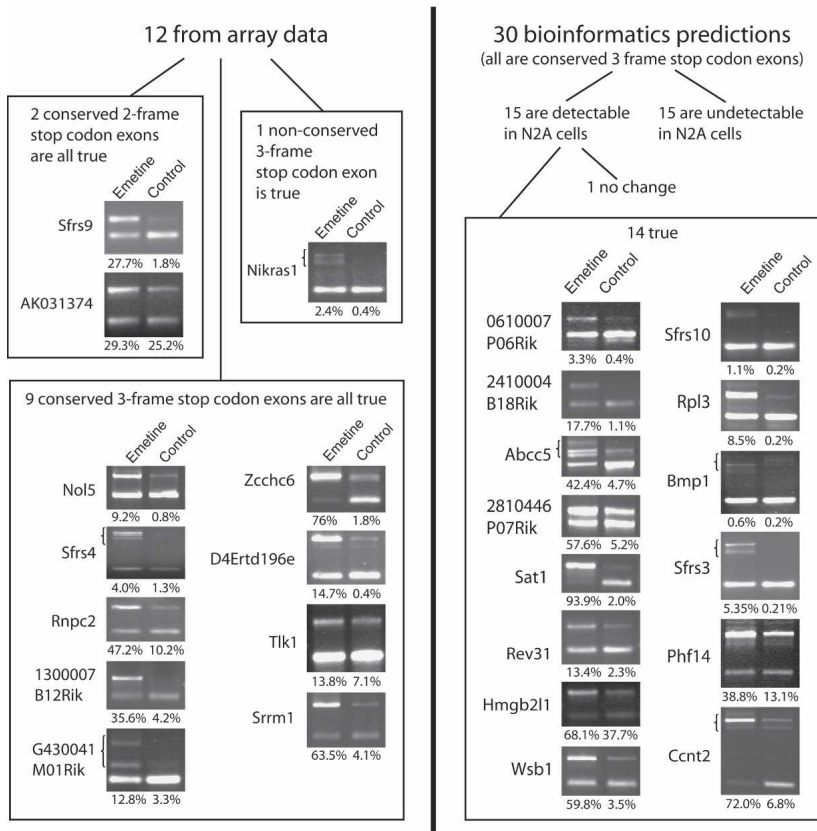 12 from array data
2 conserved 2-frame
stop codon exons
are all true
Emetine Control
Sfrs9
27.7% 1.8%
AK031374
29.3% 25.2%
1 non-conserved
3-frame
stop codon exon
is true
Emetine Control
Nikras1
2.4% 0.4%
9 conserved 3-frame stop codon exons are all true
Emetine Control
Nol5
9.2% 0.8%
Sfrs4
4.0% 1.3%
Rnpc2
47.2% 10.2%
1300007
B12Rik
35.6% 4.2%
G430041
M01Rik
12.8% 3.3%
Emetine Control
Zcchc6
76% 1.8%
D4Ertd196e
14.7% 0.4%
Tlk1
13.8% 7.1%
Srrm1
63.5% 4.1%
30 bioinformatics predictions
(all are conserved 3 frame stop codon exons)
15 are detectable
in N2A cells
15 are undetectable
in N2A cells
1 no change
14 true
Emetine Control
0610007
P06Rik
3.3% 0.4%
2410004
B18Rik
17.7% 1.1%
Abcc5
42.4% 4.7%
2810446
P07Rik
57.6% 5.2%
Sat1
93.9% 2.0%
Rev31
13.4% 2.3%
Hmgb2l1
68.1% 37.7%
Wsb1
59.8% 3.5%
Emetine Control
Sfrs10
1.1% 0.2%
Rpl3
8.5% 0.2%
Bmp1
0.6% 0.2%
Sfrs3
5.35% 0.21%
Phf14
38.8% 13.1%
Ccnt2
72.0% 6.8%